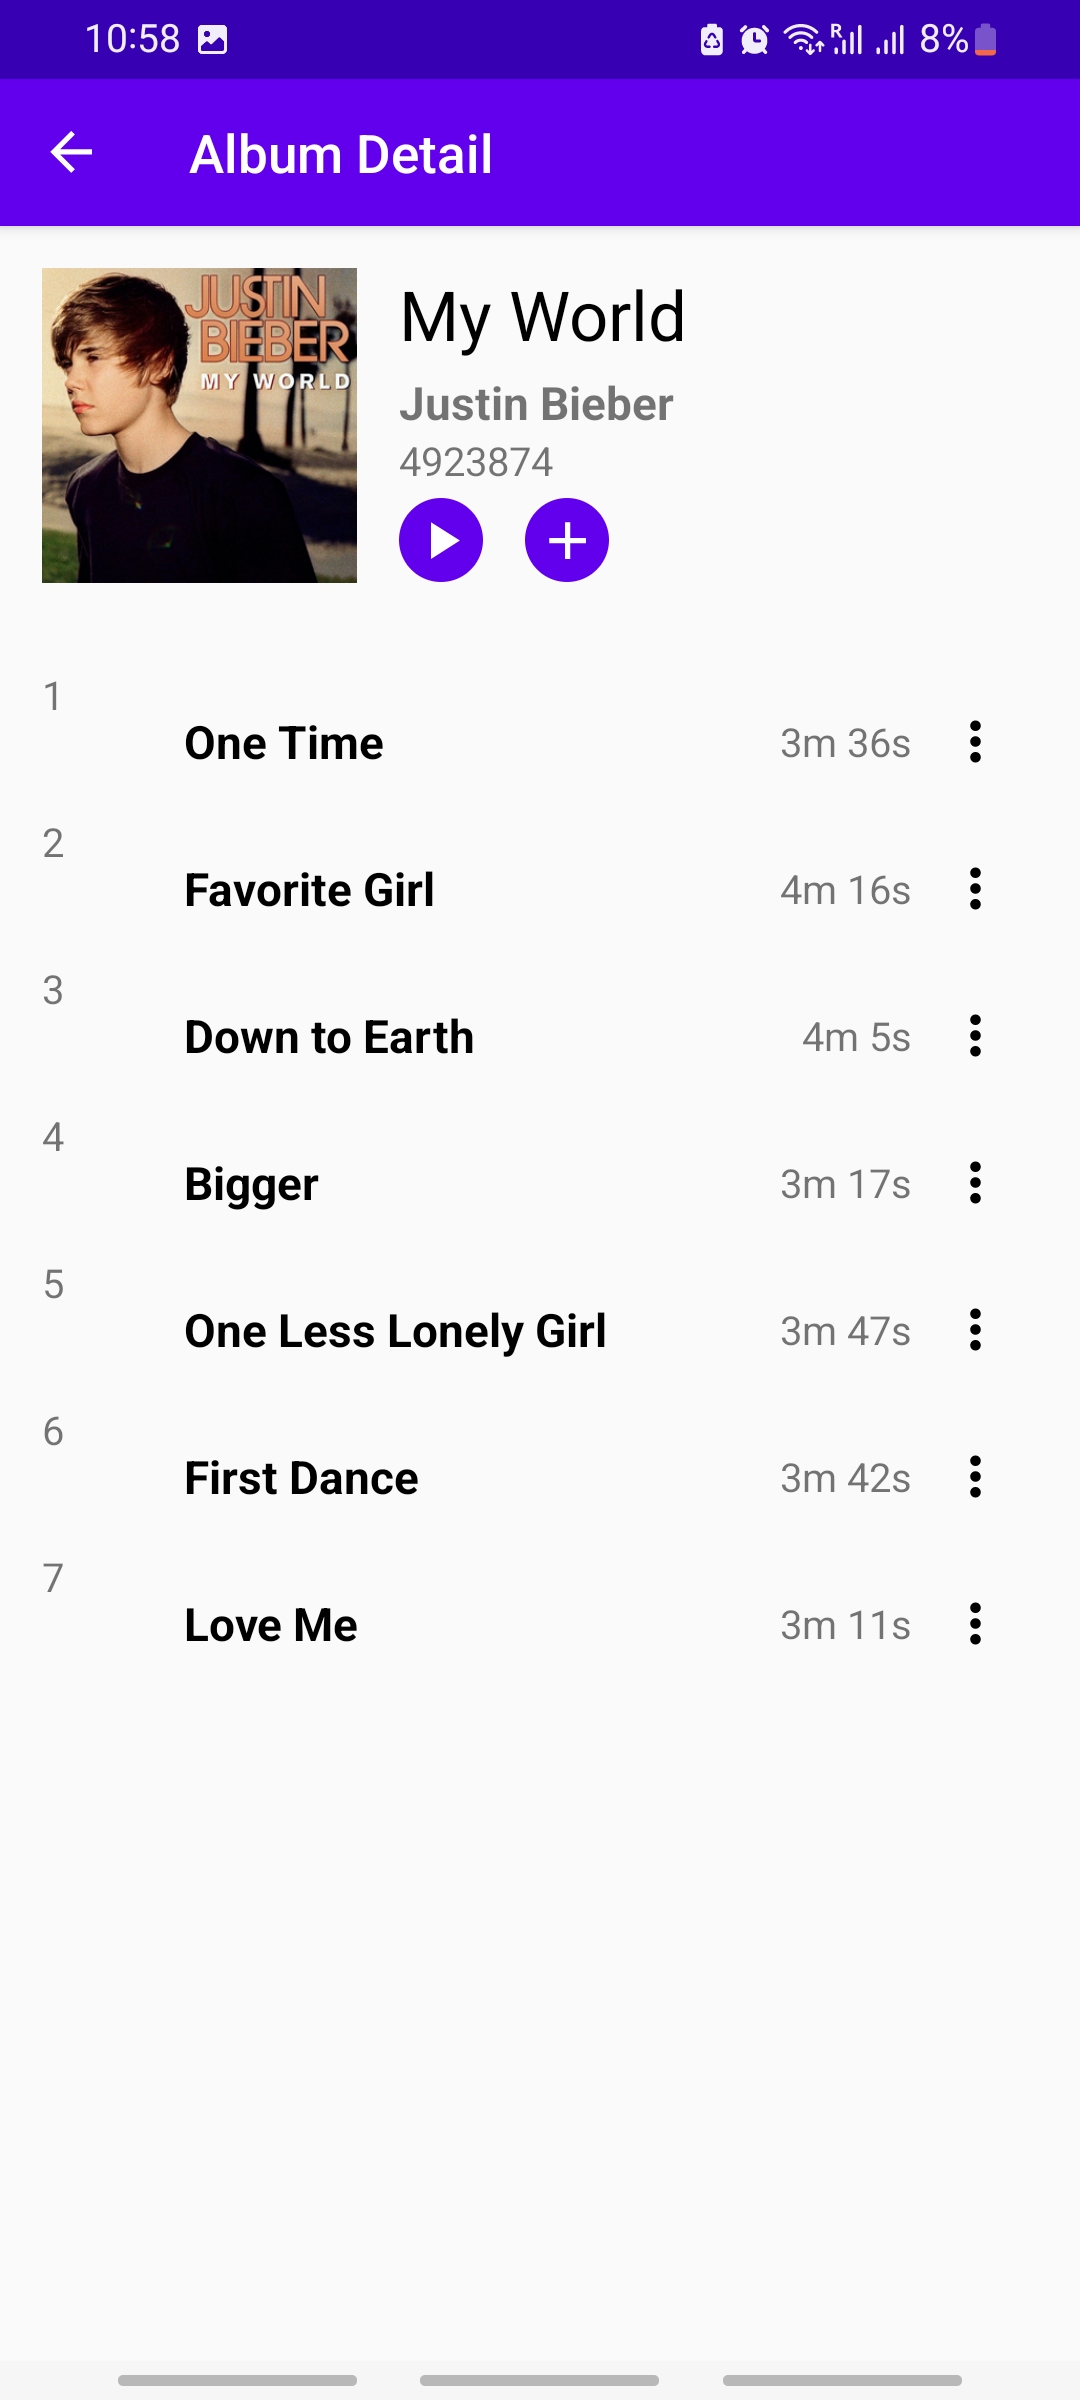 10:58 R 8%
Album Detail
JUSTIN
BIEBER
MY WORLD
My World
Justin Bieber
4923874
1
One Time 3m 36s
2
Favorite Girl 4m 16s
3
Down to Earth 4m 5s
4
Bigger 3m 17s
5
One Less Lonely Girl 3m 47s
6
First Dance 3m 42s
7
Love Me 3m 11s